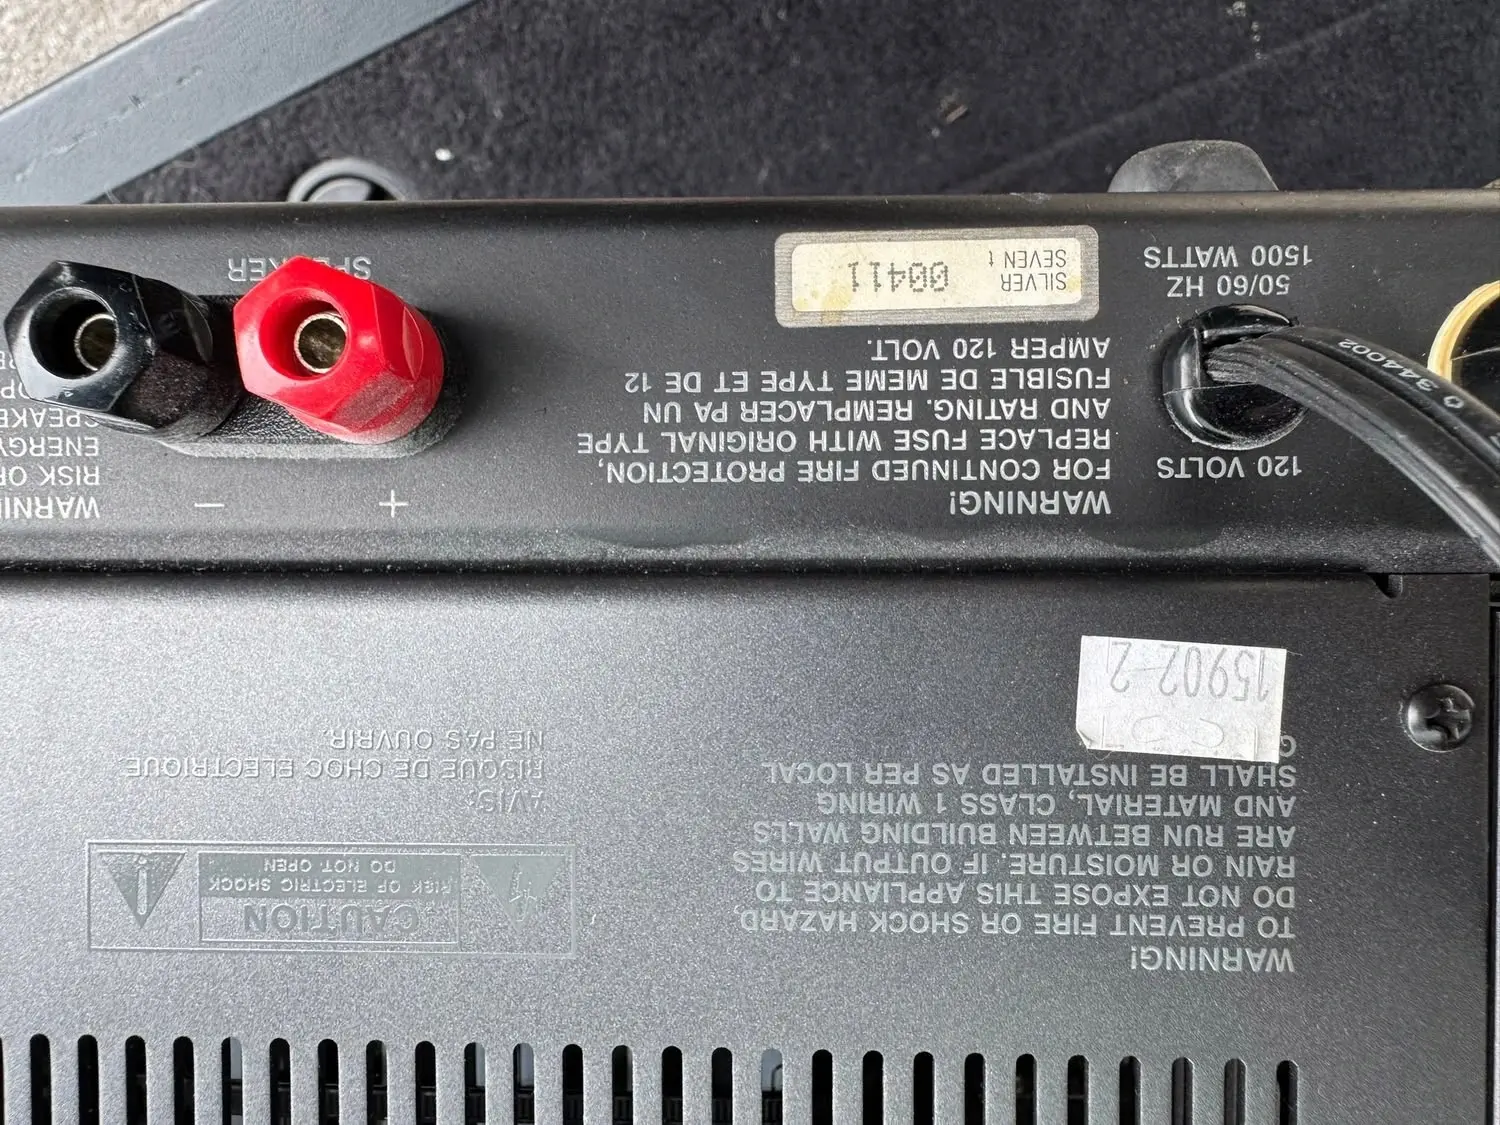 WARNING!
TO PREVENT FIRE OR SHOCK HAZARD,
DO NOT EXPOSE THIS APPLIANCE TO
RAIN OR MOISTURE. IF OUTPUT WIRES
ARE RUN BETWEEN BUILDING WALLS
AND MATERIAL, CLASS 1 WIRING
SHALL BE INSTALLED AS PER LOCAL
15902-2
CAUTION
RISK OF ELECTRIC SHOCK
DO NOT OPEN
AVIS:
RISQUE DE CHOC ELECTRIQUE
NE PAS OUVRIR.
120 VOLTS
50/60 HZ
1500 WATTS
344002
WARNING!
FOR CONTINUED FIRE PROTECTION,
REPLACE FUSE WITH ORIGINAL TYPE
AND RATING. REMPLACER PA UN
FUSIBLE DE MEME TYPE ET DE 12
AMPER 120 VOLT.
SILVER
SEVEN t
00411
+ −
SPEAKER
RISK
ENERGY